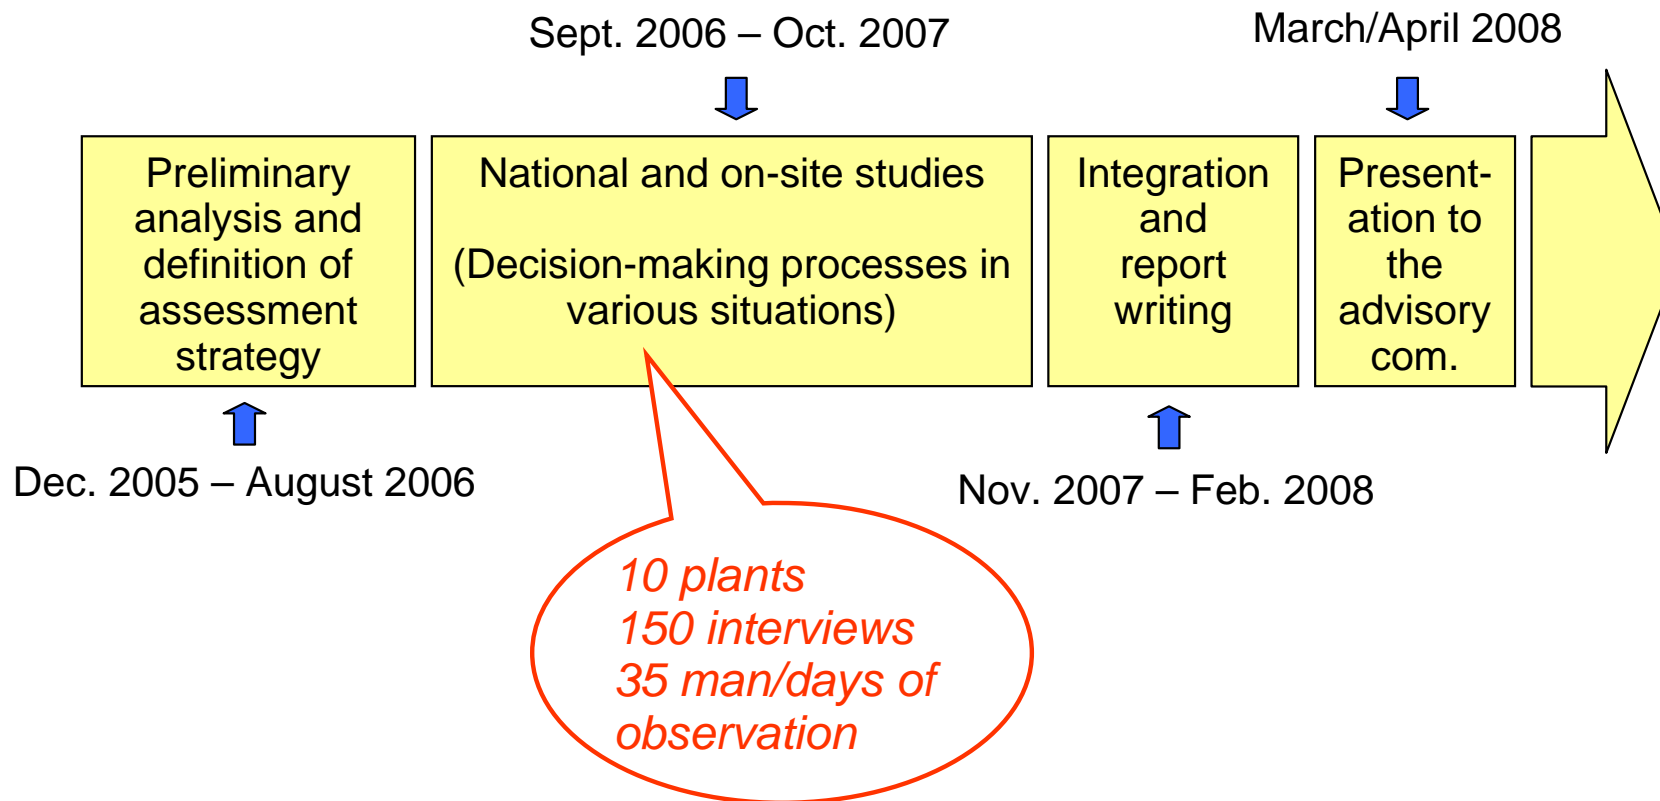 Sept. 2006 – Oct. 2007
March/April 2008
Preliminary
analysis and
definition of
assessment
strategy
National and on-site studies
(Decision-making processes in
various situations)
Integration
and
report
writing
Present-
ation to
the
advisory
com.
Dec. 2005 – August 2006
Nov. 2007 – Feb. 2008
10 plants
150 interviews
35 man/days of
observation